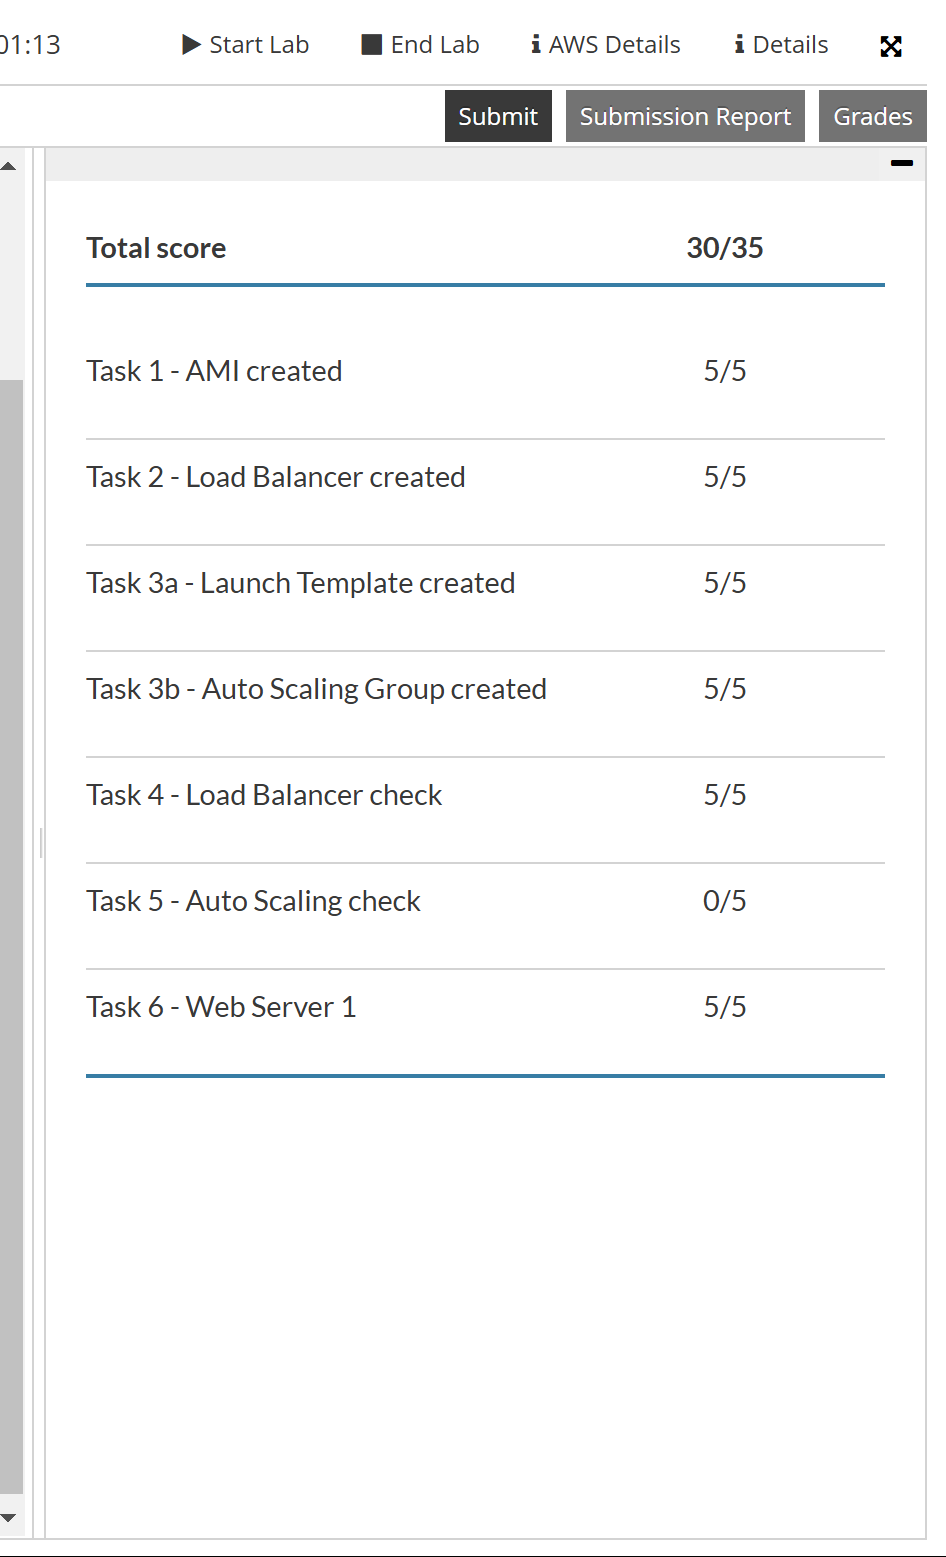 01:13 Start Lab End Lab AWS Details Details
Submit Submission Report Grades
Total score 30/35
Task 1 - AMI created 5/5
Task 2 - Load Balancer created 5/5
Task 3a - Launch Template created 5/5
Task 3b - Auto Scaling Group created 5/5
Task 4 - Load Balancer check 5/5
Task 5 - Auto Scaling check 0/5
Task 6 - Web Server 1 5/5